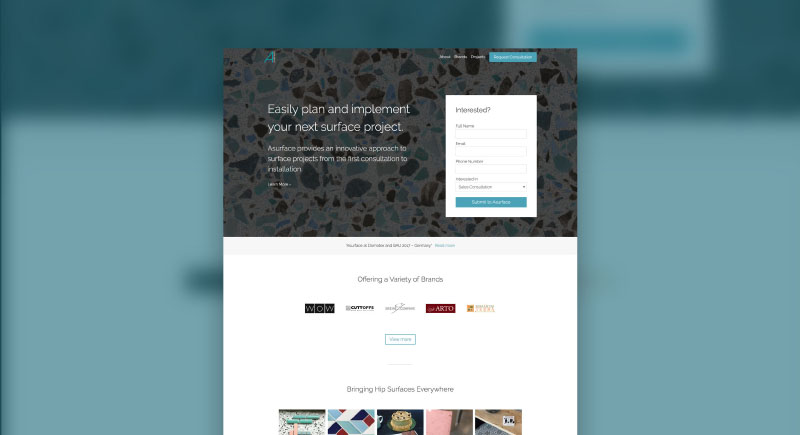 About Brands Projects Request Consultation
Easily plan and implement
your next surface project.
Asurface provides an innovative approach to
surface projects from the first consultation to
installation.
Learn More »
Interested?
Full Name
Email
Phone Number
Interested In
Sales Consultation
Submit to Asurface
Asurface at Domotex and BAU 2017 – Germany! Read more
Offering a Variety of Brands
WOW
CUTTOFFS
ARTO
View more
Bringing Hip Surfaces Everywhere